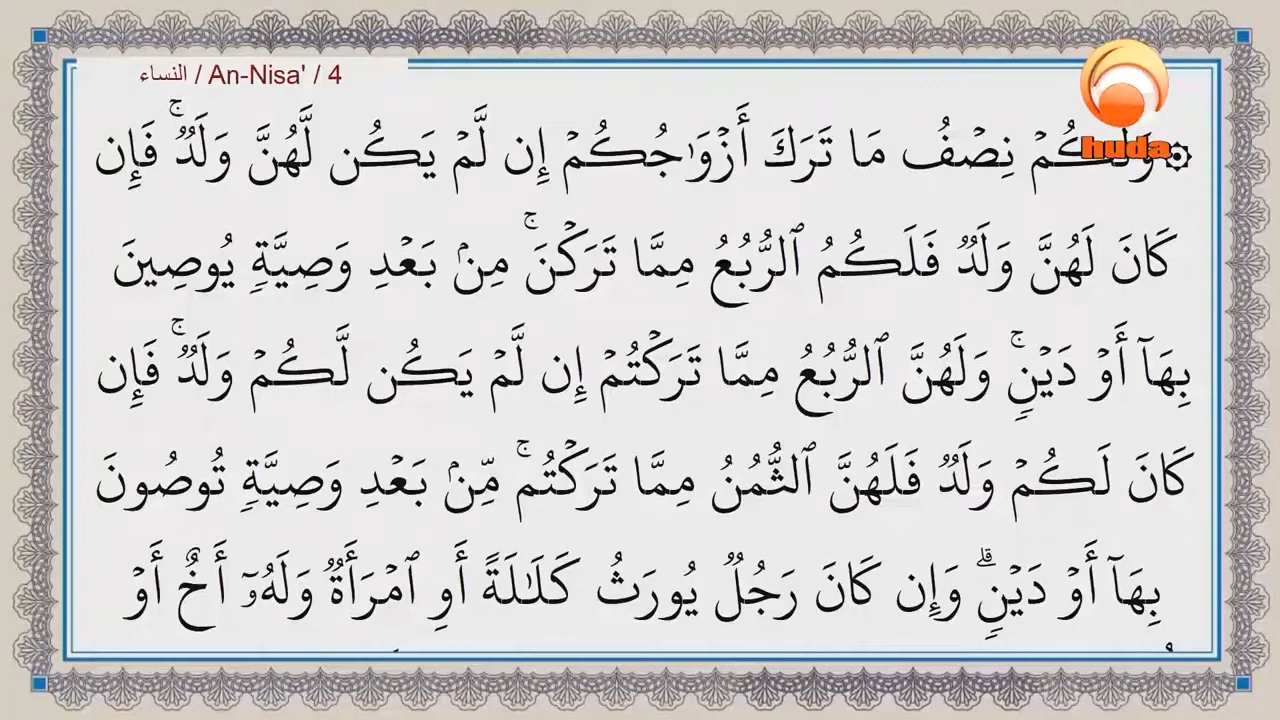 النساء / An-Nisa' / 4
huda
۞ وَلَكُمۡ نِصۡفُ مَا تَرَكَ أَزۡوَٰجُكُمۡ إِن لَّمۡ يَكُن لَّهُنَّ وَلَدٞۚ فَإِن
كَانَ لَهُنَّ وَلَدٞ فَلَكُمُ ٱلرُّبُعُ مِمَّا تَرَكۡنَۚ مِنۢ بَعۡدِ وَصِيَّةٖ يُوصِينَ
بِهَآ أَوۡ دَيۡنٖۚ وَلَهُنَّ ٱلرُّبُعُ مِمَّا تَرَكۡتُمۡ إِن لَّمۡ يَكُن لَّكُمۡ وَلَدٞۚ فَإِن
كَانَ لَكُمۡ وَلَدٞ فَلَهُنَّ ٱلثُّمُنُ مِمَّا تَرَكۡتُمۚ مِّنۢ بَعۡدِ وَصِيَّةٖ تُوصُونَ
بِهَآ أَوۡ دَيۡنٖۗ وَإِن كَانَ رَجُلٞ يُورَثُ كَلَٰلَةً أَوِ ٱمۡرَأَةٞ وَلَهُۥٓ أَخٌ أَوۡ